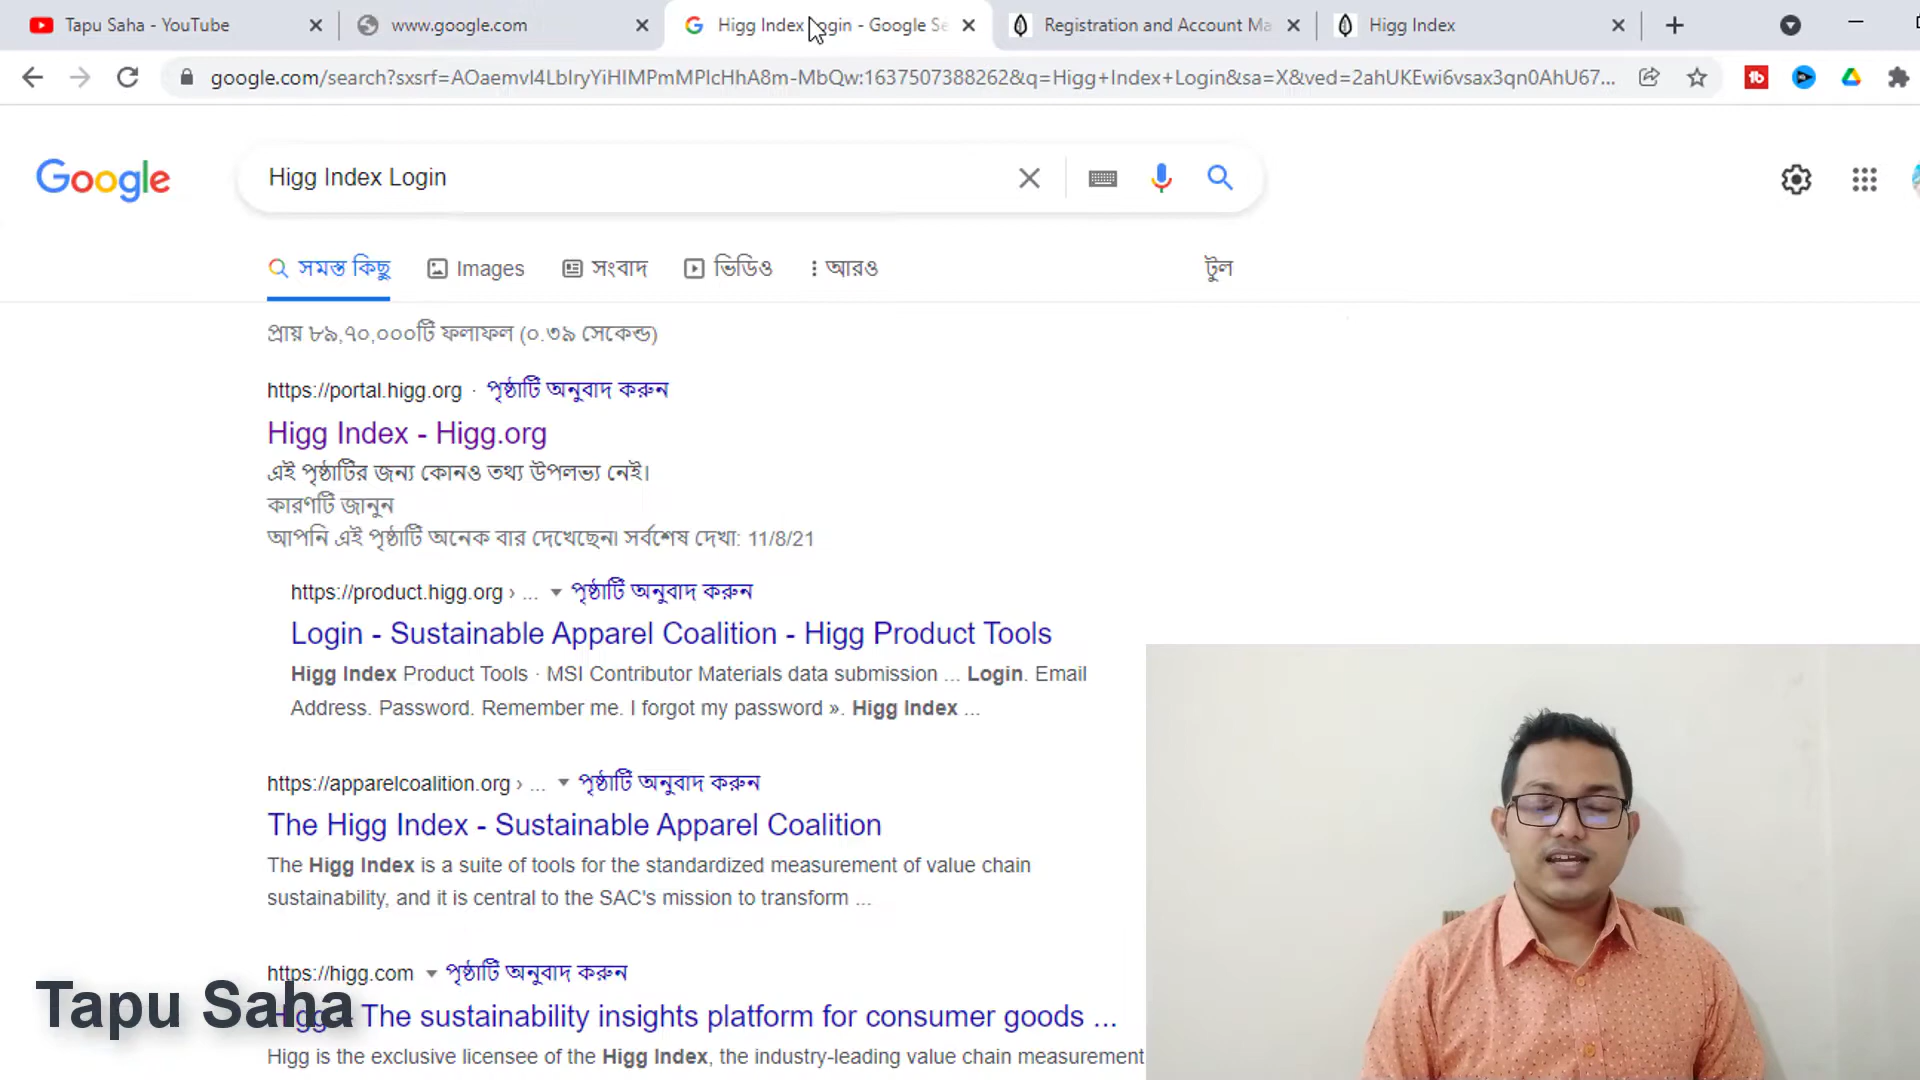 Tapu Saha - YouTube
www.google.com
Higg Index Login - Google Se
Registration and Account Ma
Higg Index
google.com/search?sxsrf=AOaemvI4LbIryYiHIMPmMPIcHhA8m-MbQw:1637507388262&q=Higg+Index+Login&sa=X&ved=2ahUKEwi6vsax3qn0AhU67...
Google
Higg Index Login
সমস্ত কিছু
Images
সংবাদ
ভিডিও
আরও
টুল
প্রায় ৮৯,৭০,০০০টি ফলাফল (০.৩৯ সেকেন্ড)
https://portal.higg.org · পৃষ্ঠাটি অনুবাদ করুন
Higg Index - Higg.org
এই পৃষ্ঠাটির জন্য কোনও তথ্য উপলভ্য নেই।
কারণটি জানুন
আপনি এই পৃষ্ঠাটি অনেক বার দেখেছেন। সর্বশেষ দেখা: 11/8/21
https://product.higg.org › ... পৃষ্ঠাটি অনুবাদ করুন
Login - Sustainable Apparel Coalition - Higg Product Tools
Higg Index Product Tools · MSI Contributor Materials data submission ... Login. Email
Address. Password. Remember me. I forgot my password ». Higg Index ...
https://apparelcoalition.org › ... পৃষ্ঠাটি অনুবাদ করুন
The Higg Index - Sustainable Apparel Coalition
The Higg Index is a suite of tools for the standardized measurement of value chain
sustainability, and it is central to the SAC's mission to transform ...
https://higg.com পৃষ্ঠাটি অনুবাদ করুন
Tapu Saha
Higg - The sustainability insights platform for consumer goods ...
Higg is the exclusive licensee of the Higg Index, the industry-leading value chain measurement